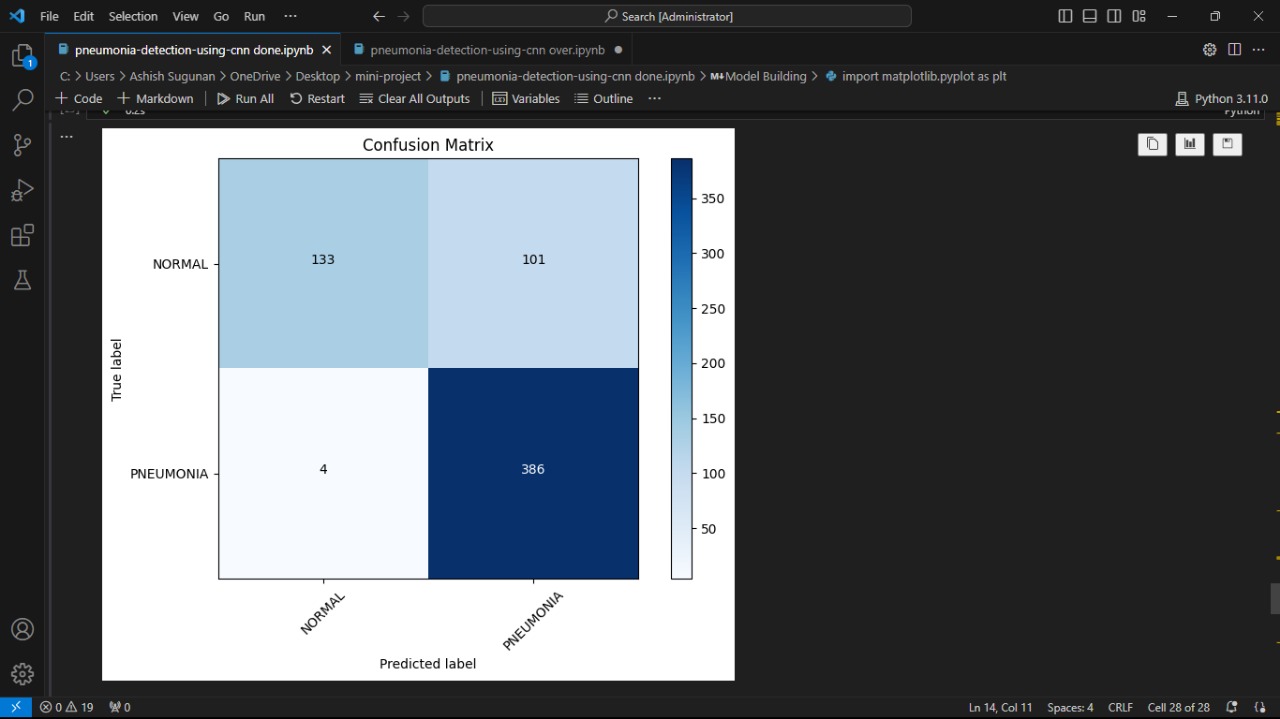 File Edit Selection View Go Run ··· Search [Administrator]
pneumonia-detection-using-cnn done.ipynb pneumonia-detection-using-cnn over.ipynb
C: > Users > Ashish Sugunan > OneDrive > Desktop > mini-project > pneumonia-detection-using-cnn done.ipynb > Model Building > import matplotlib.pyplot as plt
+ Code + Markdown Run All Restart Clear All Outputs Variables Outline ··· Python 3.11.0
0.2s Python
1
Confusion Matrix
NORMAL 133 101
PNEUMONIA 4 386
True label
NORMAL PNEUMONIA
Predicted label
350
300
250
200
150
100
50
0 19 0 Ln 14, Col 11 Spaces: 4 CRLF Cell 28 of 28